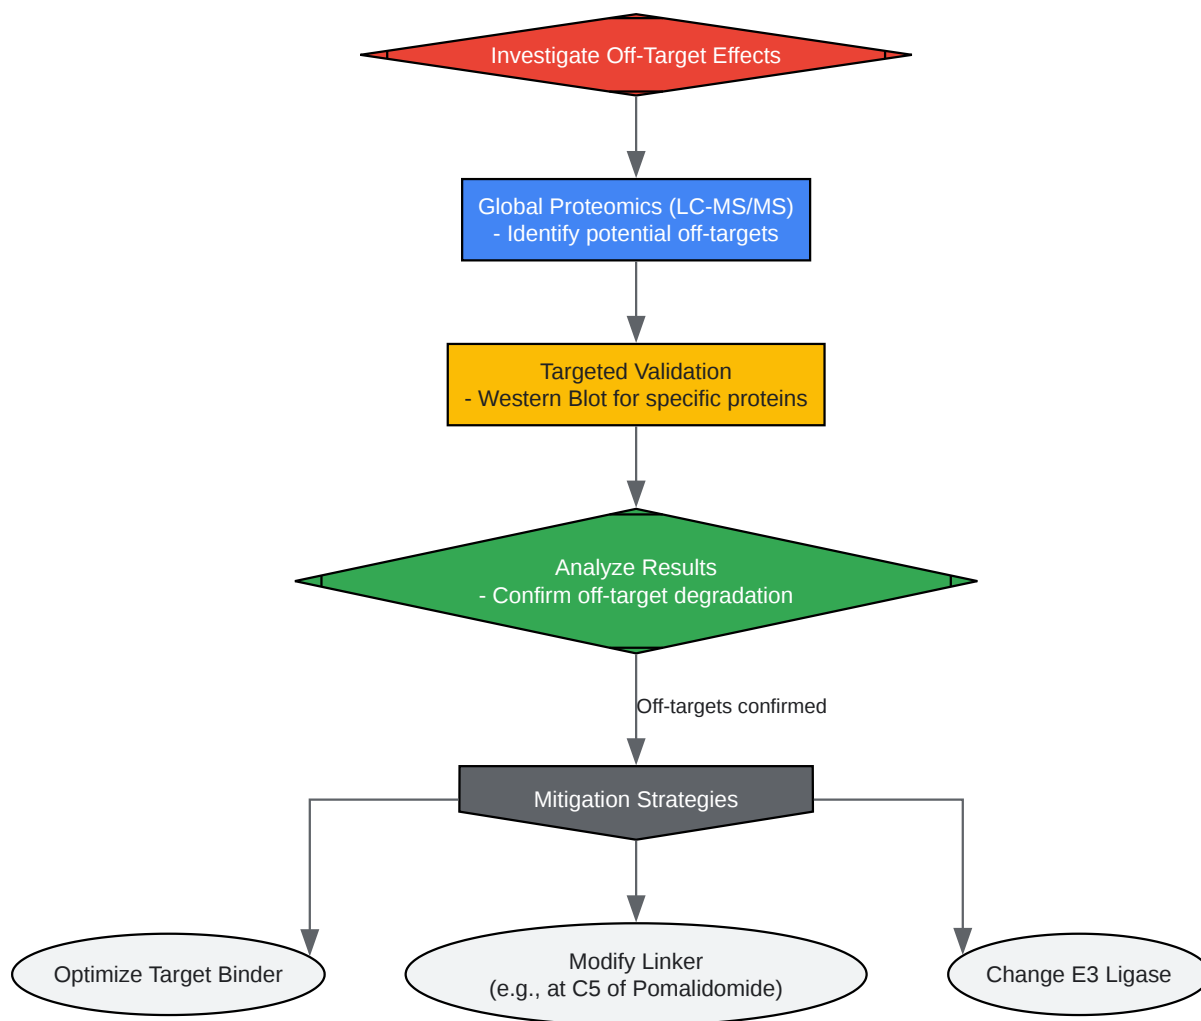 Investigate Off-Target Effects
Global Proteomics (LC-MS/MS)
- Identify potential off-targets
Targeted Validation
- Western Blot for specific proteins
Analyze Results
- Confirm off-target degradation
Off-targets confirmed
Mitigation Strategies
Optimize Target Binder
Modify Linker
(e.g., at C5 of Pomalidomide)
Change E3 Ligase